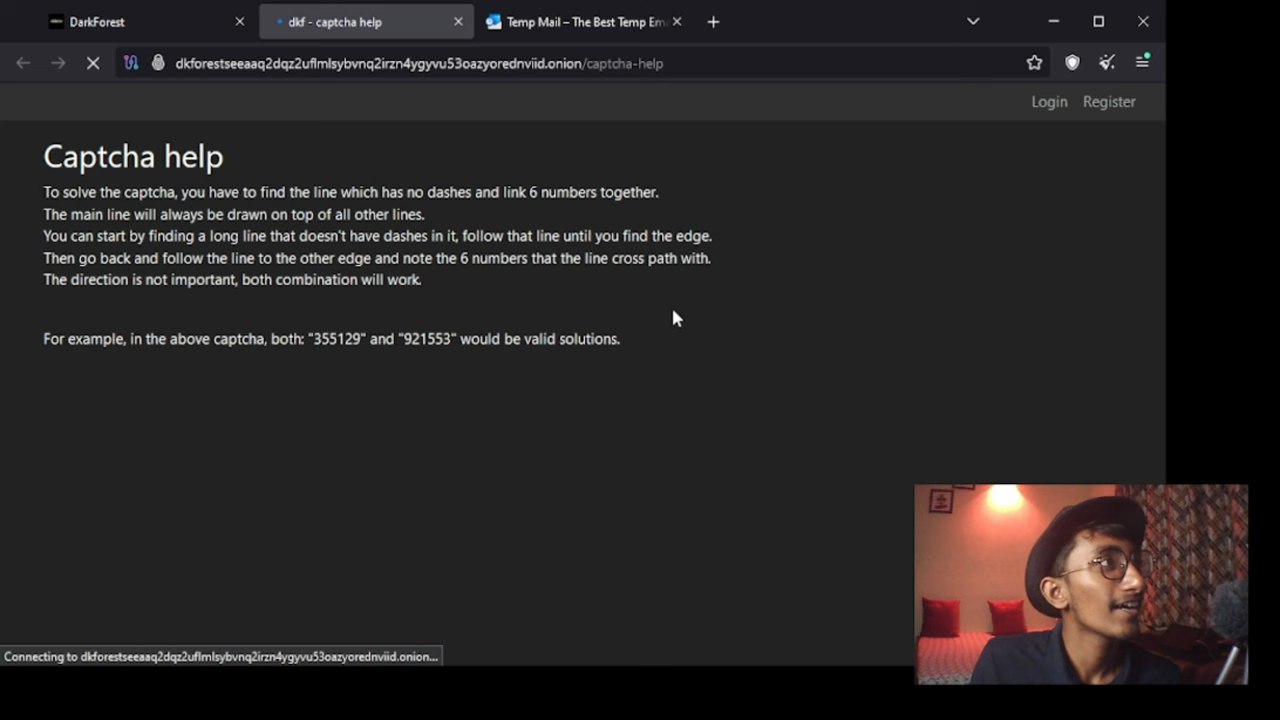 DarkForest
dkf - captcha help
Temp Mail – The Best Temp Em
dkforestseeaaq2dqz2uflmlsybvnq2irzn4ygyvu53oazyorednviid.onion/captcha-help
Login Register
Captcha help
To solve the captcha, you have to find the line which has no dashes and link 6 numbers together.
The main line will always be drawn on top of all other lines.
You can start by finding a long line that doesn't have dashes in it, follow that line until you find the edge.
Then go back and follow the line to the other edge and note the 6 numbers that the line cross path with.
The direction is not important, both combination will work.
For example, in the above captcha, both: "355129" and "921553" would be valid solutions.
Connecting to dkforestseeaaq2dqz2uflmlsybvnq2irzn4ygyvu53oazyorednviid.onion...